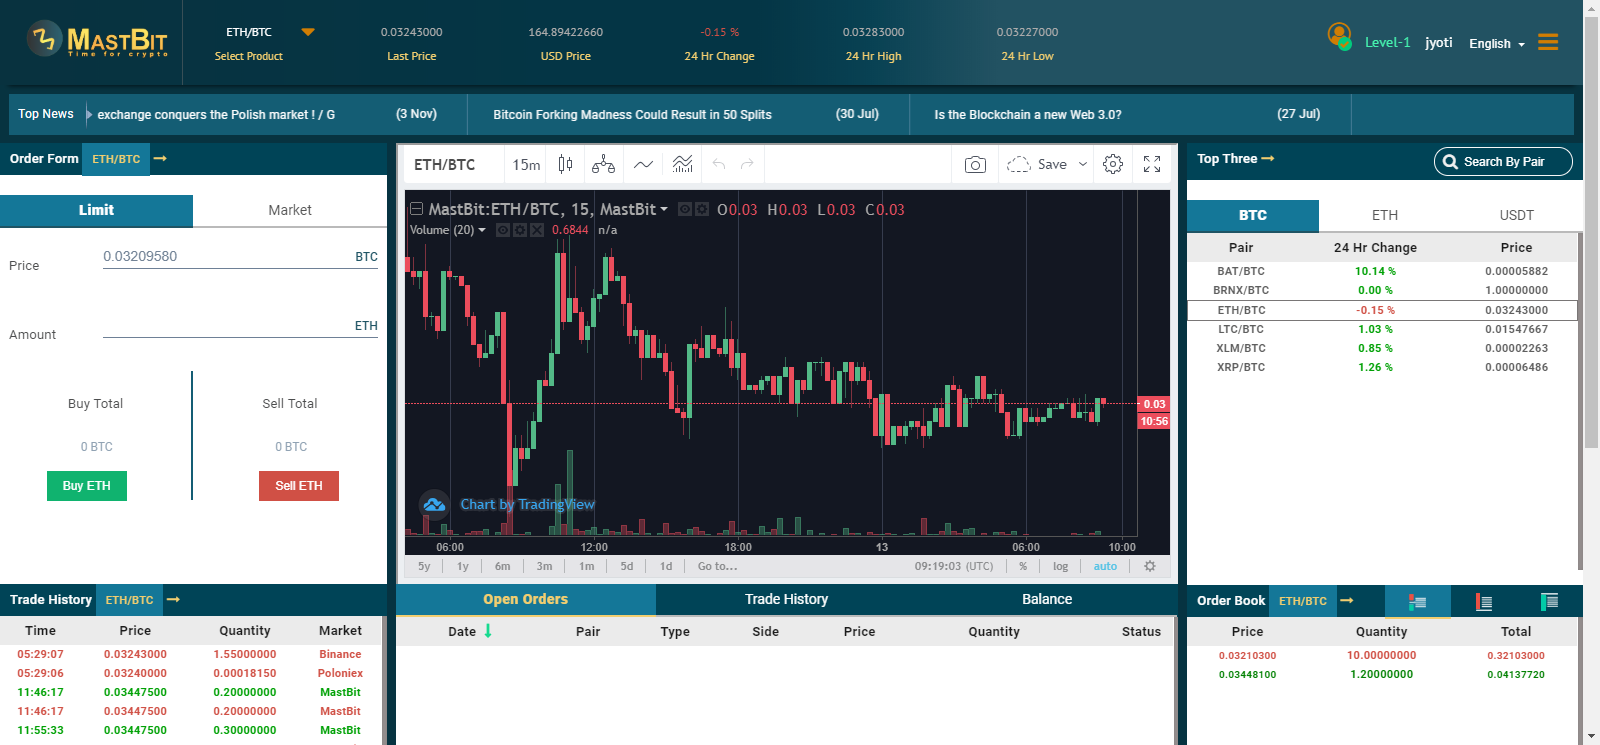 MASTBIT
Time for crypto
ETH/BTC
Select Product
0.03243000
Last Price
164.89422660
USD Price
-0.15 %
24 Hr Change
0.03283000
24 Hr High
0.03227000
24 Hr Low
Level-1 jyoti English
Top News exchange conquers the Polish market ! / G (3 Nov) Bitcoin Forking Madness Could Result in 50 Splits (30 Jul) Is the Blockchain a new Web 3.0? (27 Jul)
Order Form ETH/BTC
Limit Market
Price 0.03209580 BTC
Amount ETH
Buy Total Sell Total
0 BTC 0 BTC
Buy ETH Sell ETH
ETH/BTC 15m Save
MastBit:ETH/BTC, 15, MastBit O0.03 H0.03 L0.03 C0.03
Volume (20) 0.6844 n/a
0.03
10:56
Chart by TradingView
06:00 12:00 18:00 13 06:00 10:00
5y 1y 6m 3m 1m 5d 1d Go to... 09:19:03 (UTC) % log auto
Top Three Search By Pair
BTC ETH USDT
Pair 24 Hr Change Price
BAT/BTC 10.14 % 0.00005882
BRNX/BTC 0.00 % 1.00000000
ETH/BTC -0.15 % 0.03243000
LTC/BTC 1.03 % 0.01547667
XLM/BTC 0.85 % 0.00002263
XRP/BTC 1.26 % 0.00006486
Trade History ETH/BTC
Time Price Quantity Market
05:29:07 0.03243000 1.55000000 Binance
05:29:06 0.03240000 0.00018150 Poloniex
11:46:17 0.03447500 0.20000000 MastBit
11:46:17 0.03447500 0.20000000 MastBit
11:55:33 0.03447500 0.30000000 MastBit
Open Orders Trade History Balance
Date Pair Type Side Price Quantity Status
Order Book ETH/BTC
Price Quantity Total
0.03210300 10.00000000 0.32103000
0.03448100 1.20000000 0.04137720